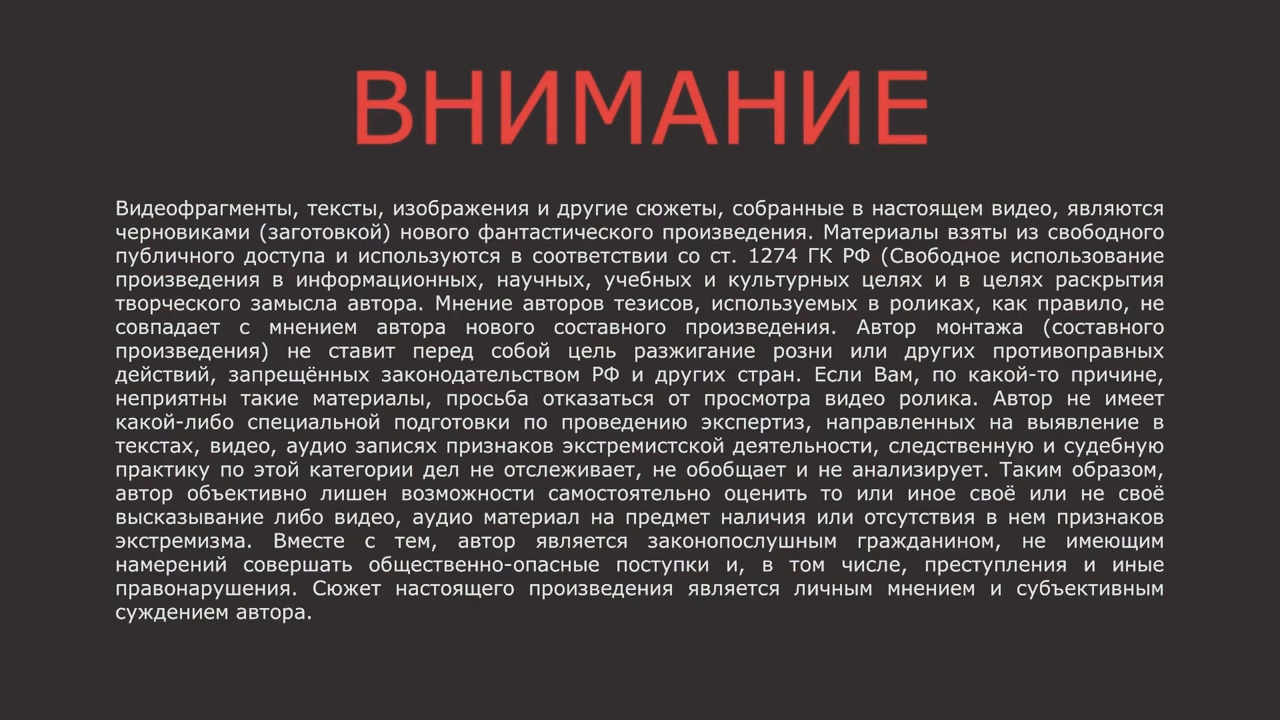 ВНИМАНИЕ
Видеофрагменты, тексты, изображения и другие сюжеты, собранные в настоящем видео, являются
черновиками (заготовкой) нового фантастического произведения. Материалы взяты из свободного
публичного доступа и используются в соответствии со ст. 1274 ГК РФ (Свободное использование
произведения в информационных, научных, учебных и культурных целях и в целях раскрытия
творческого замысла автора. Мнение авторов тезисов, используемых в роликах, как правило, не
совпадает с мнением автора нового составного произведения. Автор монтажа (составного
произведения) не ставит перед собой цель разжигание розни или других противоправных
действий, запрещённых законодательством РФ и других стран. Если Вам, по какой-то причине,
неприятны такие материалы, просьба отказаться от просмотра видео ролика. Автор не имеет
какой-либо специальной подготовки по проведению экспертиз, направленных на выявление в
текстах, видео, аудио записях признаков экстремистской деятельности, следственную и судебную
практику по этой категории дел не отслеживает, не обобщает и не анализирует. Таким образом,
автор объективно лишен возможности самостоятельно оценить то или иное своё или не своё
высказывание либо видео, аудио материал на предмет наличия или отсутствия в нем признаков
экстремизма. Вместе с тем, автор является законопослушным гражданином, не имеющим
намерений совершать общественно-опасные поступки и, в том числе, преступления и иные
правонарушения. Сюжет настоящего произведения является личным мнением и субъективным
суждением автора.